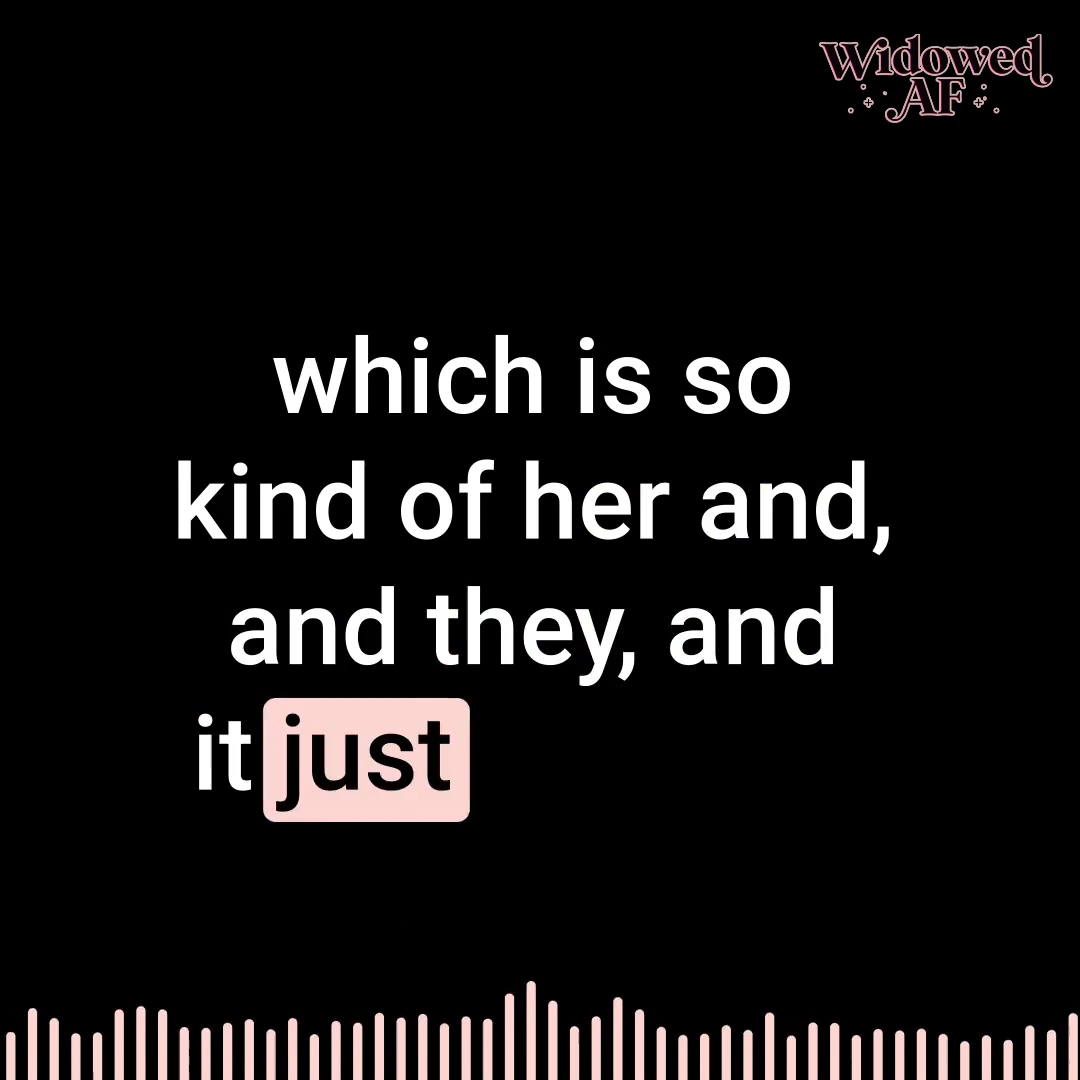 Widowed
AF
which is so
kind of her and,
and they, and
it just